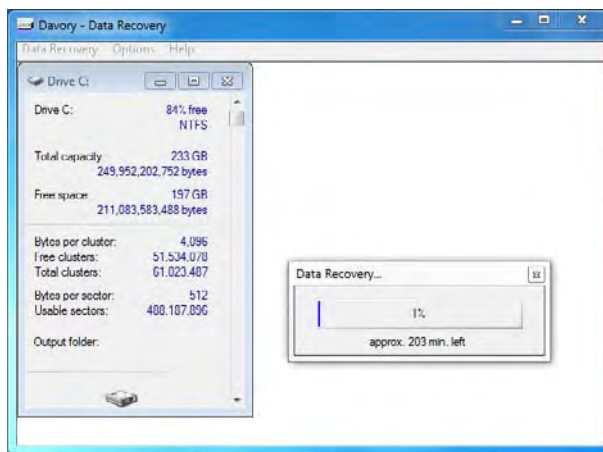 Davory - Data Recovery
Data Recovery Options Help
Drive C:
Drive C: 84% free
NTFS
Total capacity 233 GB
249,952,202,752 bytes
Free space 197 GB
211,083,583,488 bytes
Bytes per cluster: 4,096
Free clusters: 51,534,078
Total clusters: 61,023,487
Bytes per sector: 512
Usable sectors: 488,187,896
Output folder:
Data Recovery...
1%
approx. 203 min. left